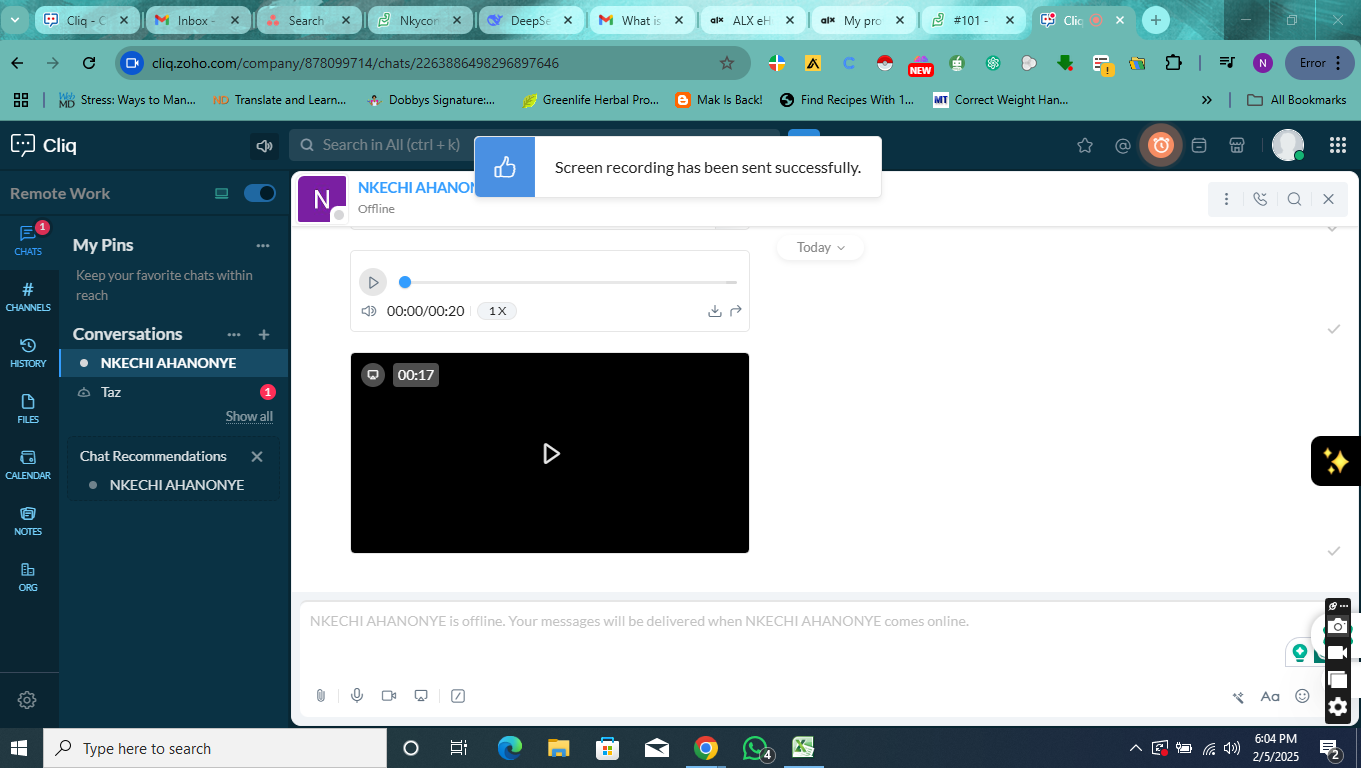 Cliq - C
Inbox -
Search
Nkycon
DeepSe
What is
ALX eH
My pro
#101 -
Cliq
cliq.zoho.com/company/878099714/chats/2263886498296897646
NEW
N
Error
Stress: Ways to Man...
Translate and Learn...
Dobbys Signature:...
Greenlife Herbal Pro...
Mak Is Back!
Find Recipes With 1...
Correct Weight Han...
All Bookmarks
Cliq
Search in All (ctrl + k)
Screen recording has been sent successfully.
Remote Work
N
NKECHI AHANON
Offline
CHATS
1
CHANNELS
HISTORY
FILES
CALENDAR
NOTES
ORG
My Pins
Keep your favorite chats within
reach
Conversations
NKECHI AHANONYE
Taz
1
Show all
Chat Recommendations
NKECHI AHANONYE
Today
00:00/00:20
1 X
00:17
NKECHI AHANONYE is offline. Your messages will be delivered when NKECHI AHANONYE comes online.
Aa
Type here to search
4
6:04 PM
2/5/2025
2